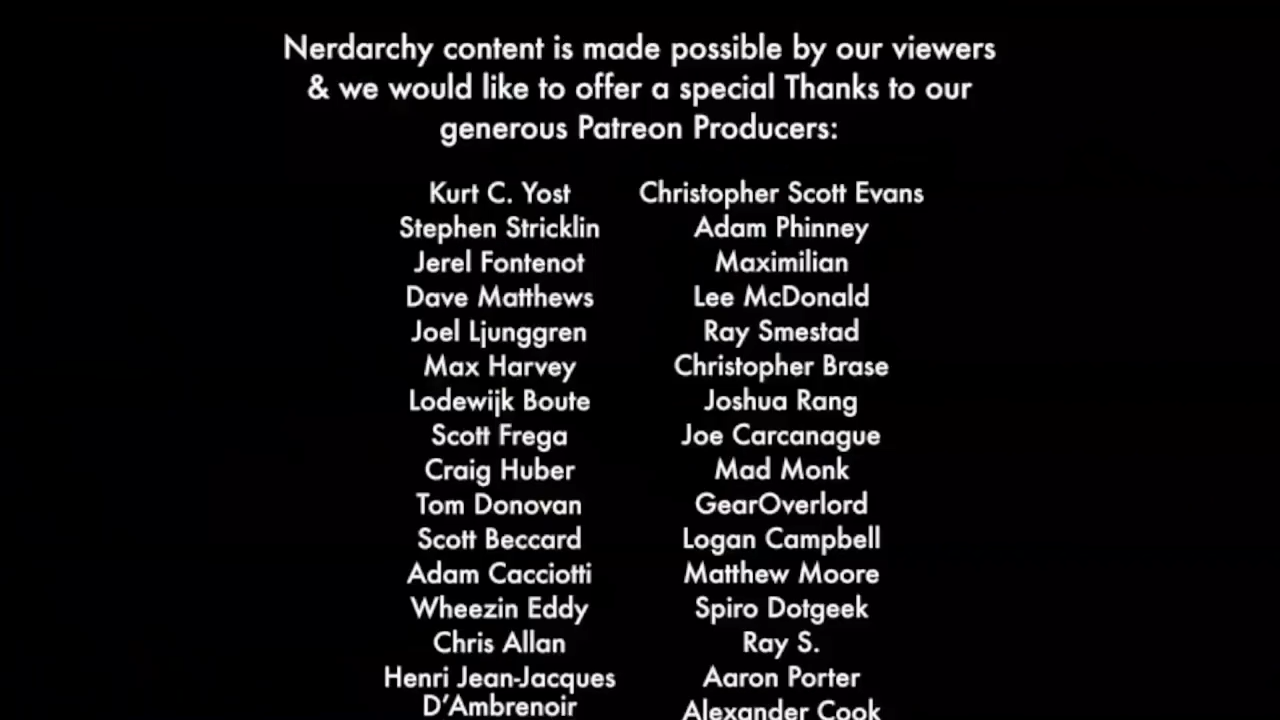 Nerdarchy content is made possible by our viewers
& we would like to offer a special Thanks to our
generous Patreon Producers:
Kurt C. Yost
Stephen Stricklin
Jerel Fontenot
Dave Matthews
Joel Ljunggren
Max Harvey
Lodewijk Boute
Scott Frega
Craig Huber
Tom Donovan
Scott Beccard
Adam Cacciotti
Wheezin Eddy
Chris Allan
Henri Jean-Jacques
D’Ambrenoir
Christopher Scott Evans
Adam Phinney
Maximilian
Lee McDonald
Ray Smestad
Christopher Brase
Joshua Rang
Joe Carcanague
Mad Monk
GearOverlord
Logan Campbell
Matthew Moore
Spiro Dotgeek
Ray S.
Aaron Porter
Alexander Cook